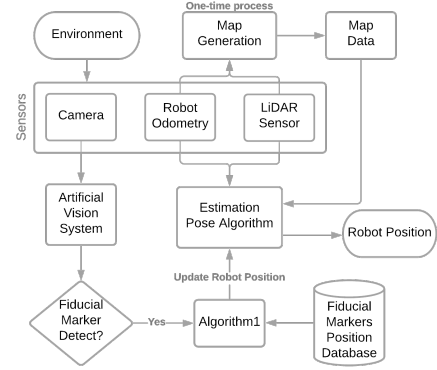 One-time process
Environment
Map
Generation
Map
Data
Sensors
Camera
Robot
Odometry
LiDAR
Sensor
Artificial
Vision
System
Estimation
Pose Algorithm
Robot Position
Update Robot Position
Fiducial
Marker
Detect?
Yes
Algorithm1
Fiducial
Markers
Position
Database